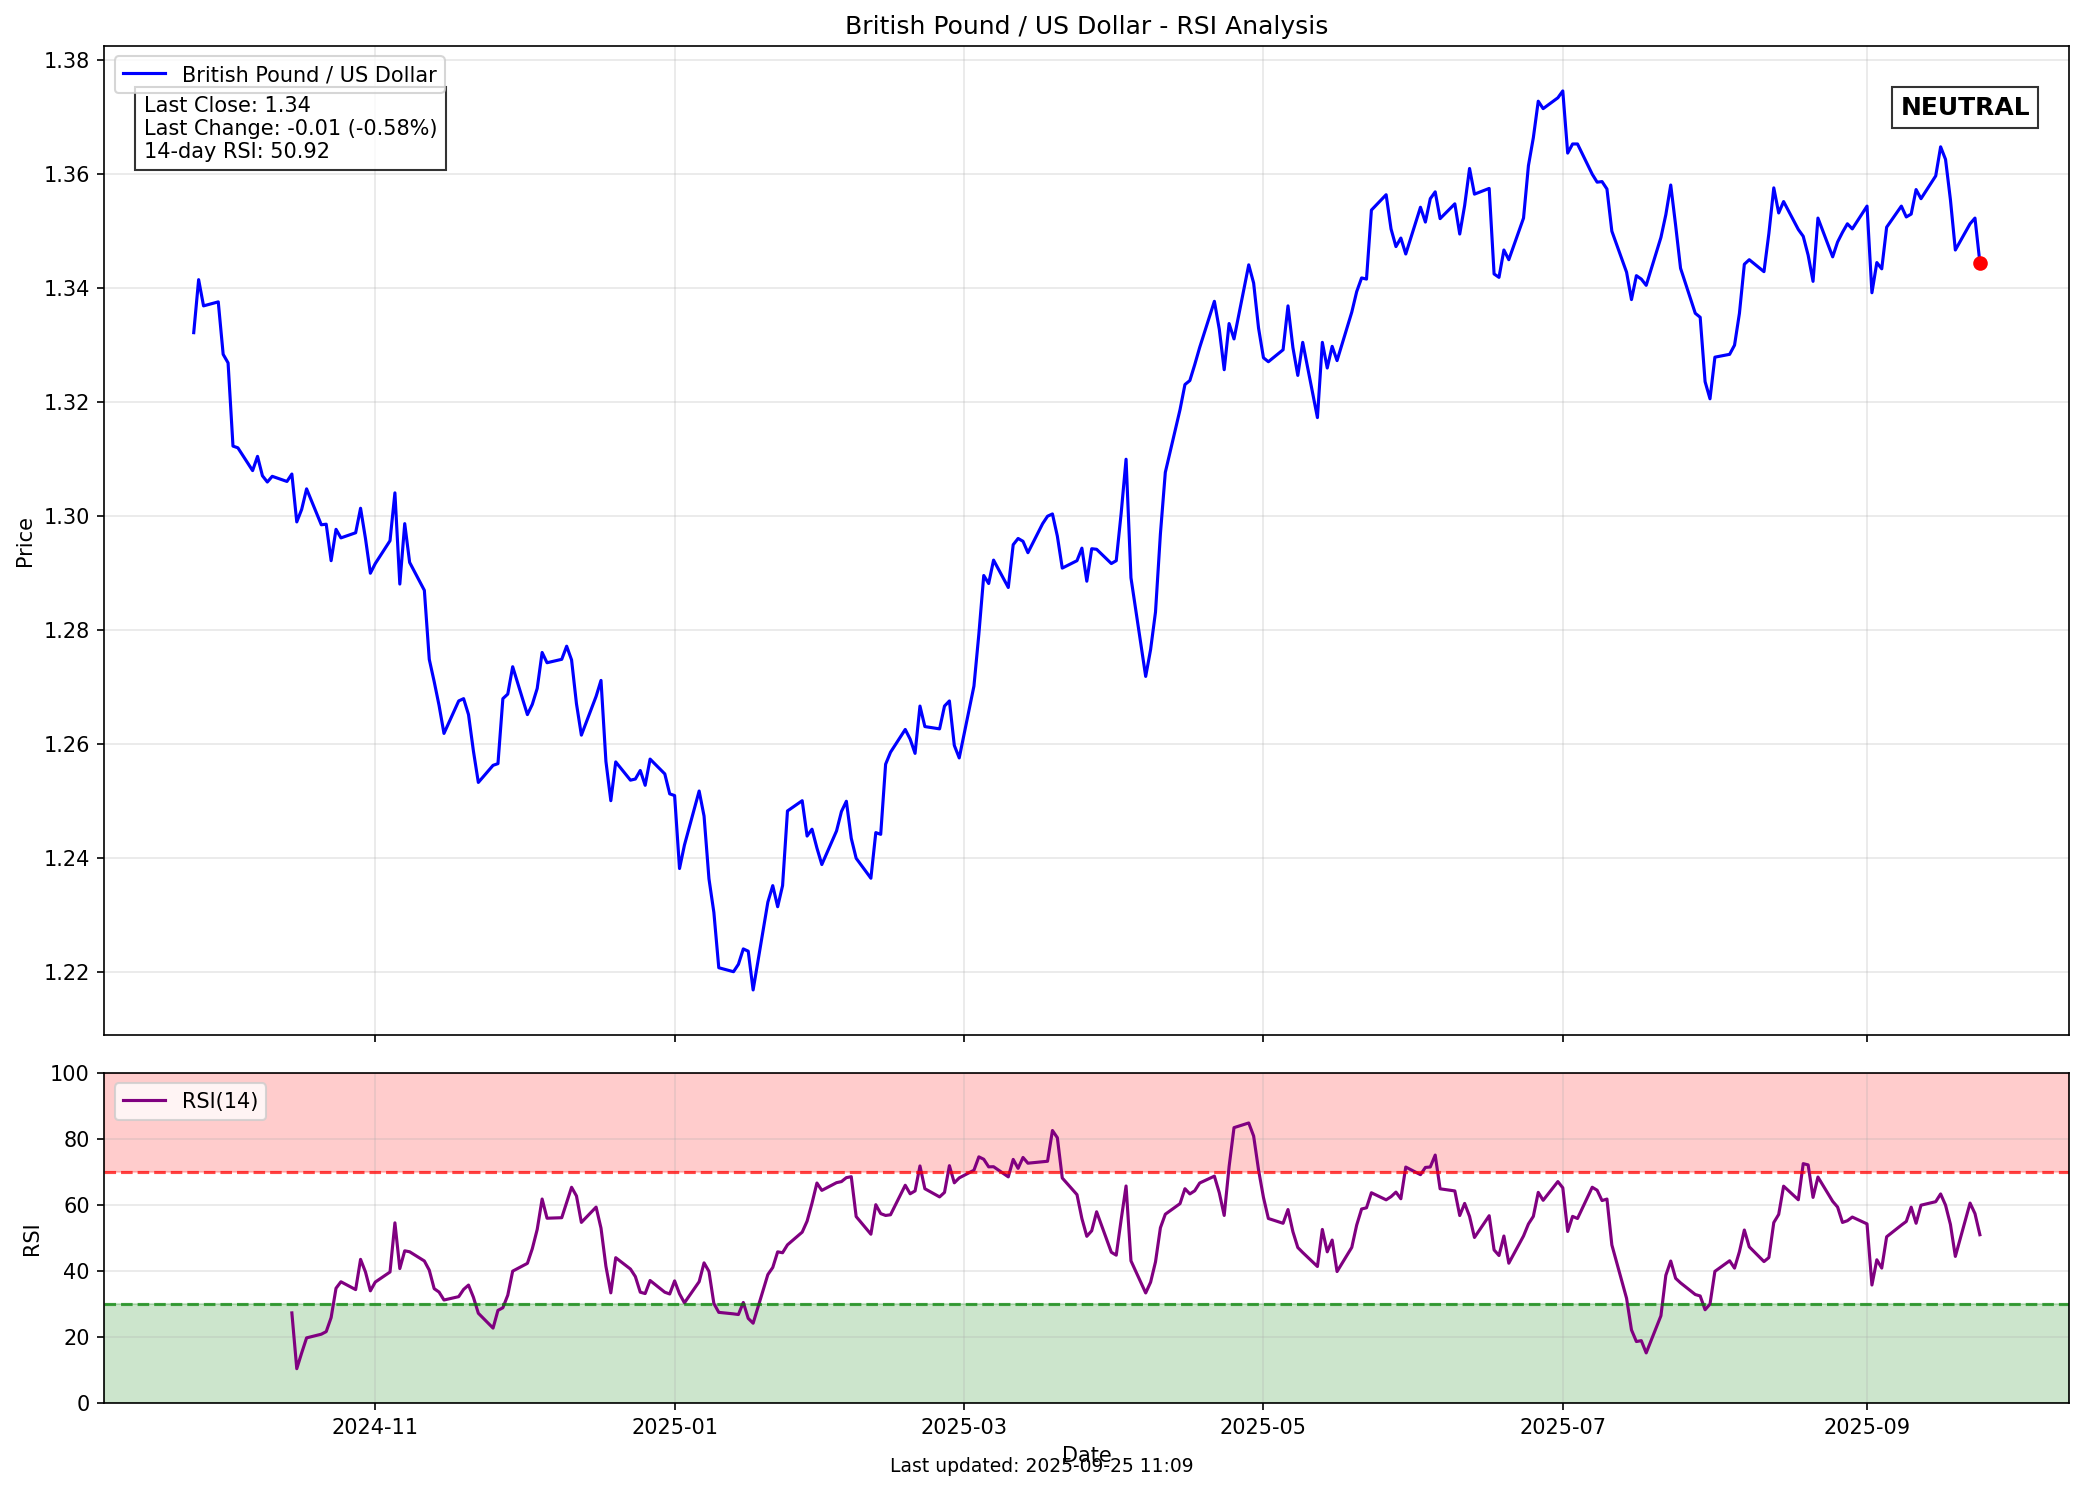 British Pound / US Dollar - RSI Analysis
British Pound / US Dollar
Last Close: 1.34
Last Change: -0.01 (-0.58%)
14-day RSI: 50.92
NEUTRAL
Price
1.38
1.36
1.34
1.32
1.30
1.28
1.26
1.24
1.22
RSI(14)
RSI
100
80
60
40
20
0
2024-11
2025-01
2025-03
2025-05
2025-07
2025-09
Date
Last updated: 2025-09-25 11:09